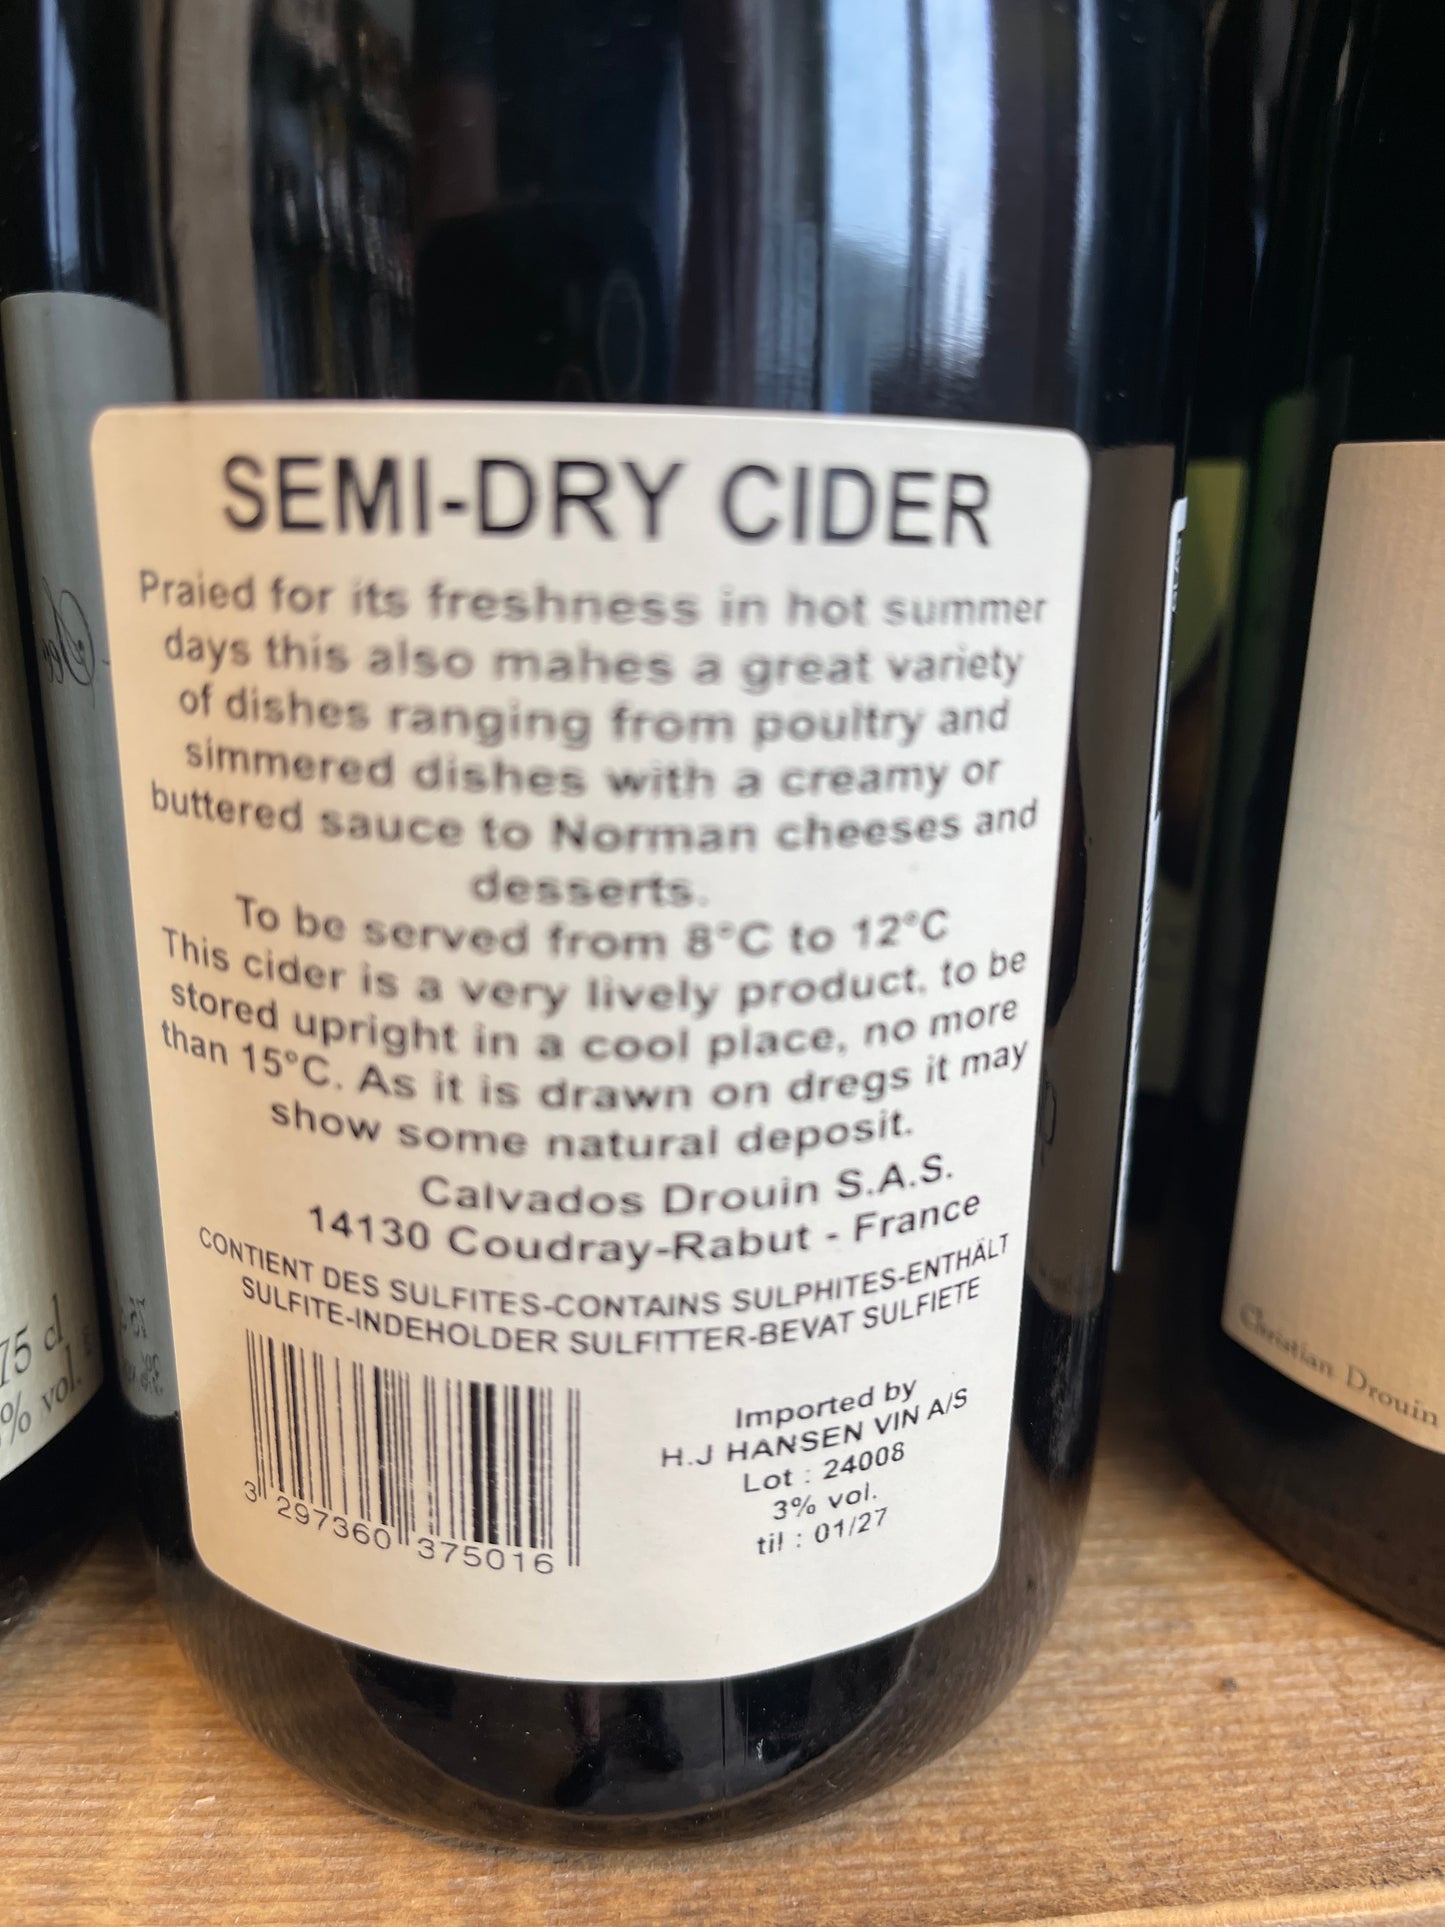 SEMI-DRY CIDER
Praied for its freshness in hot summer
days this also mahes a great variety
of dishes ranging from poultry and
simmered dishes with a creamy or
buttered sauce to Norman cheeses and
desserts.
To be served from 8°C to 12°C
This cider is a very lively product, to be
stored upright in a cool place, no more
than 15°C. As it is drawn on dregs it may
show some natural deposit.
Calvados Drouin S.A.S.
14130 Coudray-Rabut - France
CONTIENT DES SULFITES-CONTAINS SULPHITES-ENTHÄLT
SULFITE-INDEHOLDER SULFITTER-BEVAT SULFIETE
3 297360 375016
Imported by
H.J HANSEN VIN A/S
Lot : 24008
3% vol.
til : 01/27
75 cl
% vol.
Christian Drouin